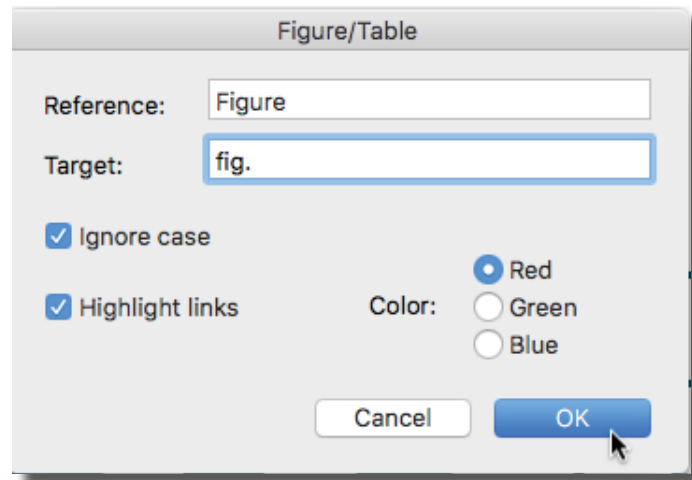 Figure/Table
Reference: Figure
Target: fig.
Ignore case
Red
Highlight links Color: Green
Blue
Cancel OK